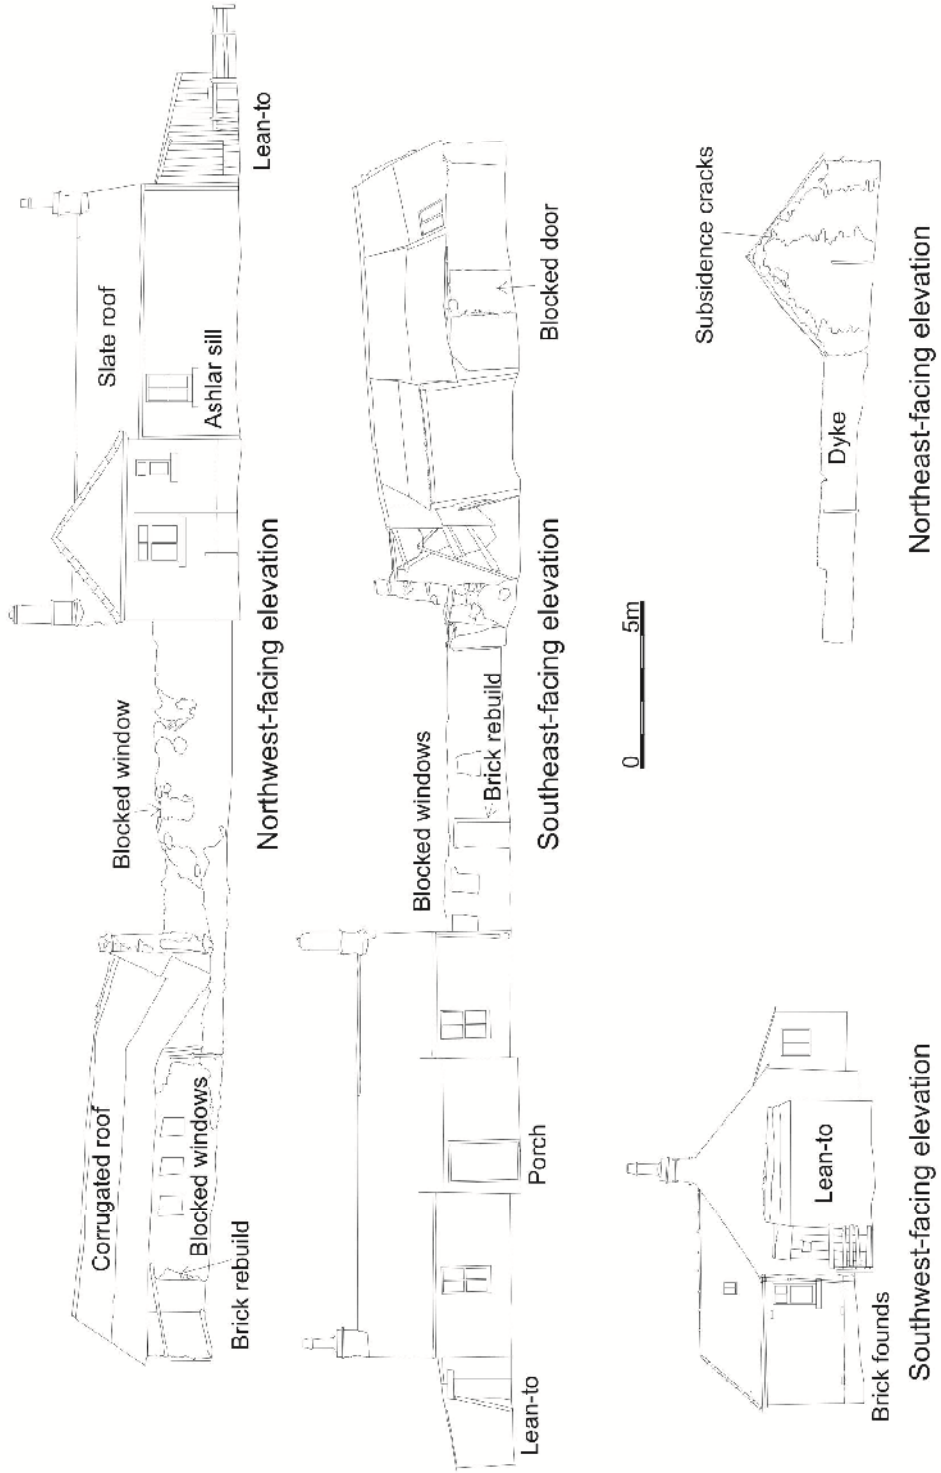 Corrugated roof
Blocked window
Slate roof
Blocked windows
Ashlar sill
Brick rebuild
Lean-to
Northwest-facing elevation
Blocked windows
Brick rebuild
Lean-to
Porch
Blocked door
Southeast-facing elevation
0
5m
Lean-to
Brick founds
Southwest-facing elevation
Subsidence cracks
Dyke
Northeast-facing elevation